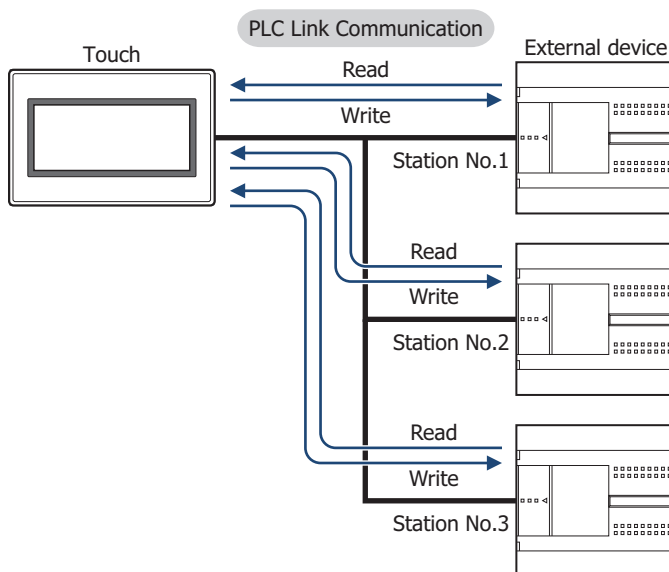 PLC Link Communication
Touch
External device
Read
Write
Station No.1
Read
Write
Station No.2
Read
Write
Station No.3